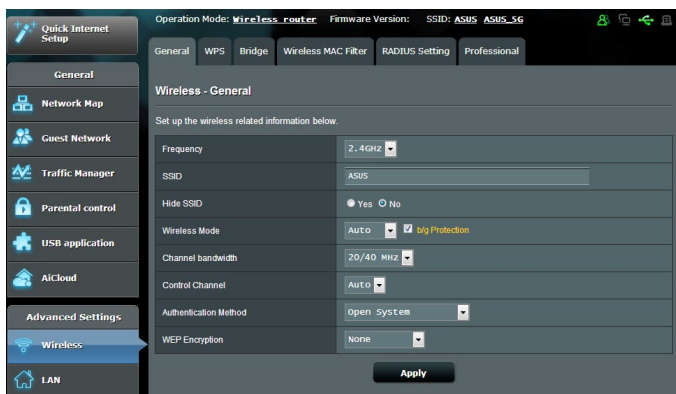 Quick Internet
Setup
Operation Mode: Wireless router Firmware Version: SSID: ASUS ASUS_5G
General WPS Bridge Wireless MAC Filter RADIUS Setting Professional
General
Network Map
Guest Network
Traffic Manager
Parental control
USB application
AiCloud
Advanced Settings
Wireless
LAN
Wireless - General
Set up the wireless related information below.
Frequency 2.4GHz
SSID ASUS
Hide SSID Yes No
Wireless Mode Auto b/g Protection
Channel bandwidth 20/40 MHz
Control Channel Auto
Authentication Method Open System
WEP Encryption None
Apply